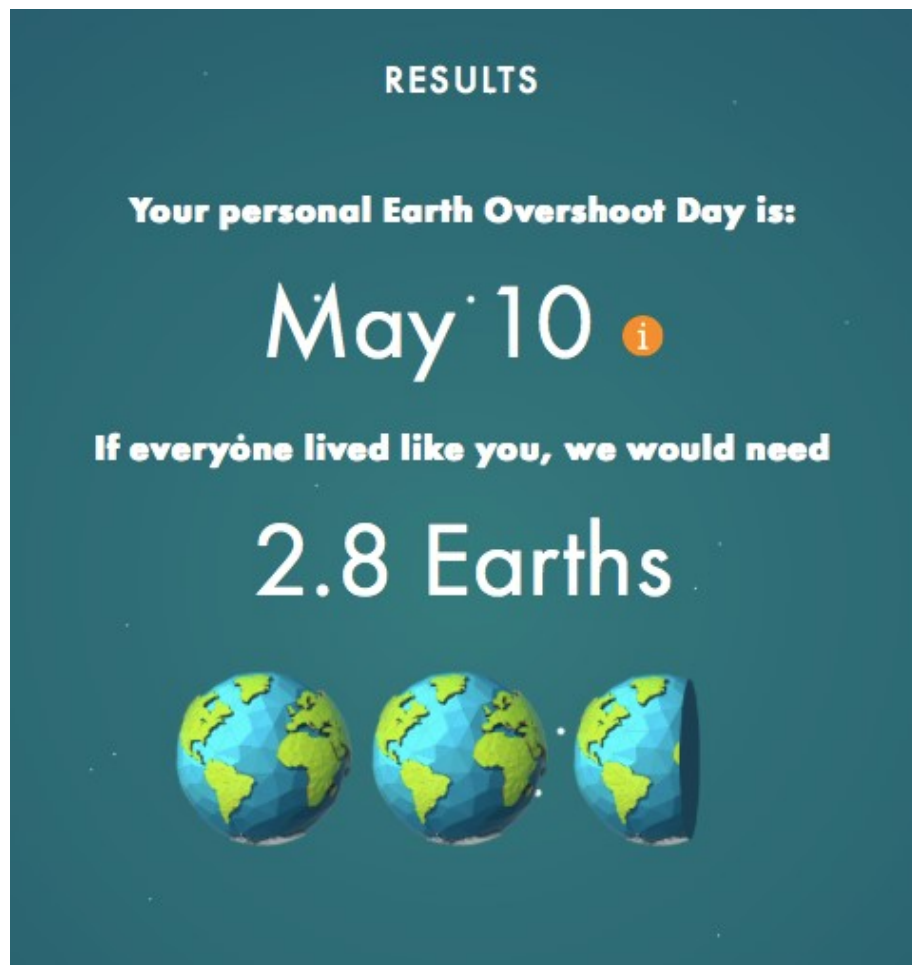 RESULTS
Your personal Earth Overshoot Day is:
May 10 i
If everyone lived like you, we would need
2.8 Earths